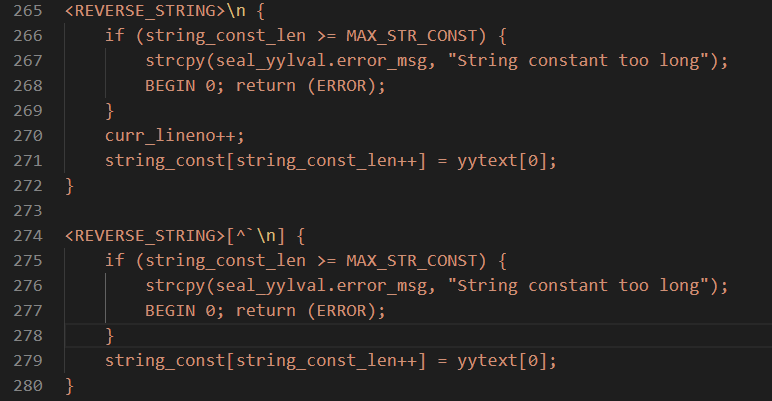 265 <REVERSE_STRING>\n {
266     if (string_const_len >= MAX_STR_CONST) {
267         strcpy(seal_yylval.error_msg, "String constant too long");
268         BEGIN 0; return (ERROR);
269     }
270     curr_lineno++;
271     string_const[string_const_len++] = yytext[0];
272 }
273
274 <REVERSE_STRING>[^`\n] {
275     if (string_const_len >= MAX_STR_CONST) {
276         strcpy(seal_yylval.error_msg, "String constant too long");
277         BEGIN 0; return (ERROR);
278     }
279     string_const[string_const_len++] = yytext[0];
280 }